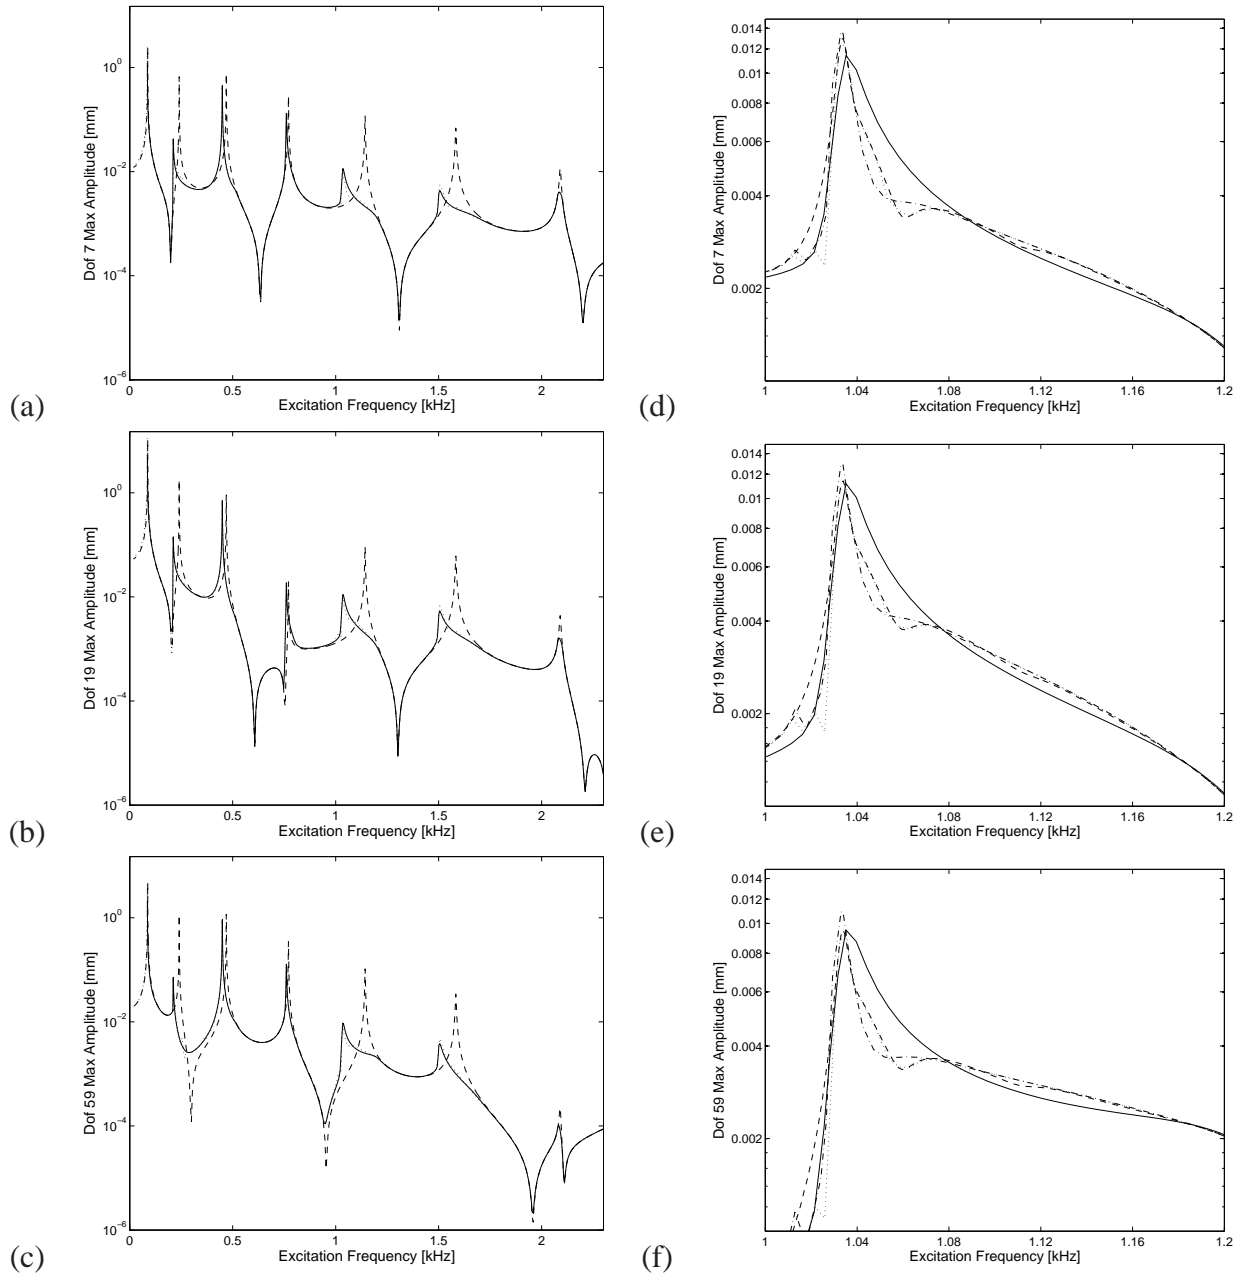 10⁰
10⁻²
10⁻⁴
10⁻⁶
Dof 7 Max Amplitude [mm]
0 0.5 1 1.5 2
Excitation Frequency [kHz]
(a)
0.014
0.012
0.01
0.008
0.006
0.004
0.002
Dof 7 Max Amplitude [mm]
1 1.04 1.08 1.12 1.16 1.2
Excitation Frequency [kHz]
(d)
10⁰
10⁻²
10⁻⁴
10⁻⁶
Dof 19 Max Amplitude [mm]
0 0.5 1 1.5 2
Excitation Frequency [kHz]
(b)
0.014
0.012
0.01
0.008
0.006
0.004
0.002
Dof 19 Max Amplitude [mm]
1 1.04 1.08 1.12 1.16 1.2
Excitation Frequency [kHz]
(e)
10⁰
10⁻²
10⁻⁴
10⁻⁶
Dof 59 Max Amplitude [mm]
0 0.5 1 1.5 2
Excitation Frequency [kHz]
(c)
0.014
0.012
0.01
0.008
0.006
0.004
0.002
Dof 59 Max Amplitude [mm]
1 1.04 1.08 1.12 1.16 1.2
Excitation Frequency [kHz]
(f)